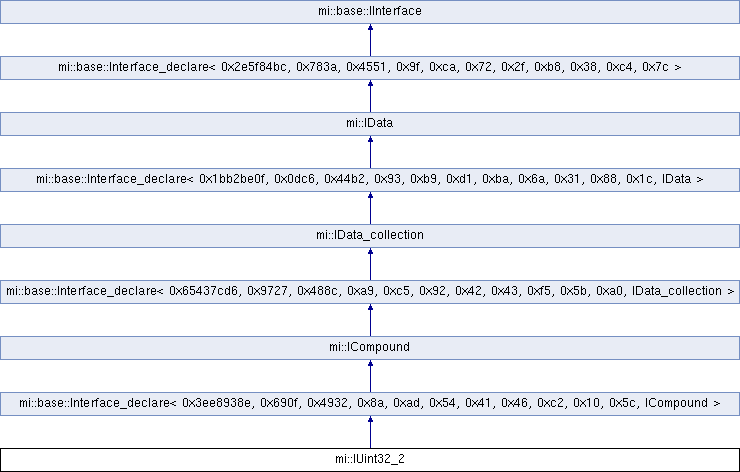 mi::base::IInterface
mi::base::Interface_declare< 0x2e5f84bc, 0x783a, 0x4551, 0x9f, 0xca, 0x72, 0x2f, 0xb8, 0x38, 0xc4, 0x7c >
mi::IData
mi::base::Interface_declare< 0x1bb2be0f, 0x0dc6, 0x44b2, 0x93, 0xb9, 0xd1, 0xba, 0x6a, 0x31, 0x88, 0x1c, IData >
mi::IData_collection
mi::base::Interface_declare< 0x65437cd6, 0x9727, 0x488c, 0xa9, 0xc5, 0x92, 0x42, 0x43, 0xf5, 0x5b, 0xa0, IData_collection >
mi::ICompound
mi::base::Interface_declare< 0x3ee8938e, 0x690f, 0x4932, 0x8a, 0xad, 0x54, 0x41, 0x46, 0xc2, 0x10, 0x5c, ICompound >
mi::IUint32_2